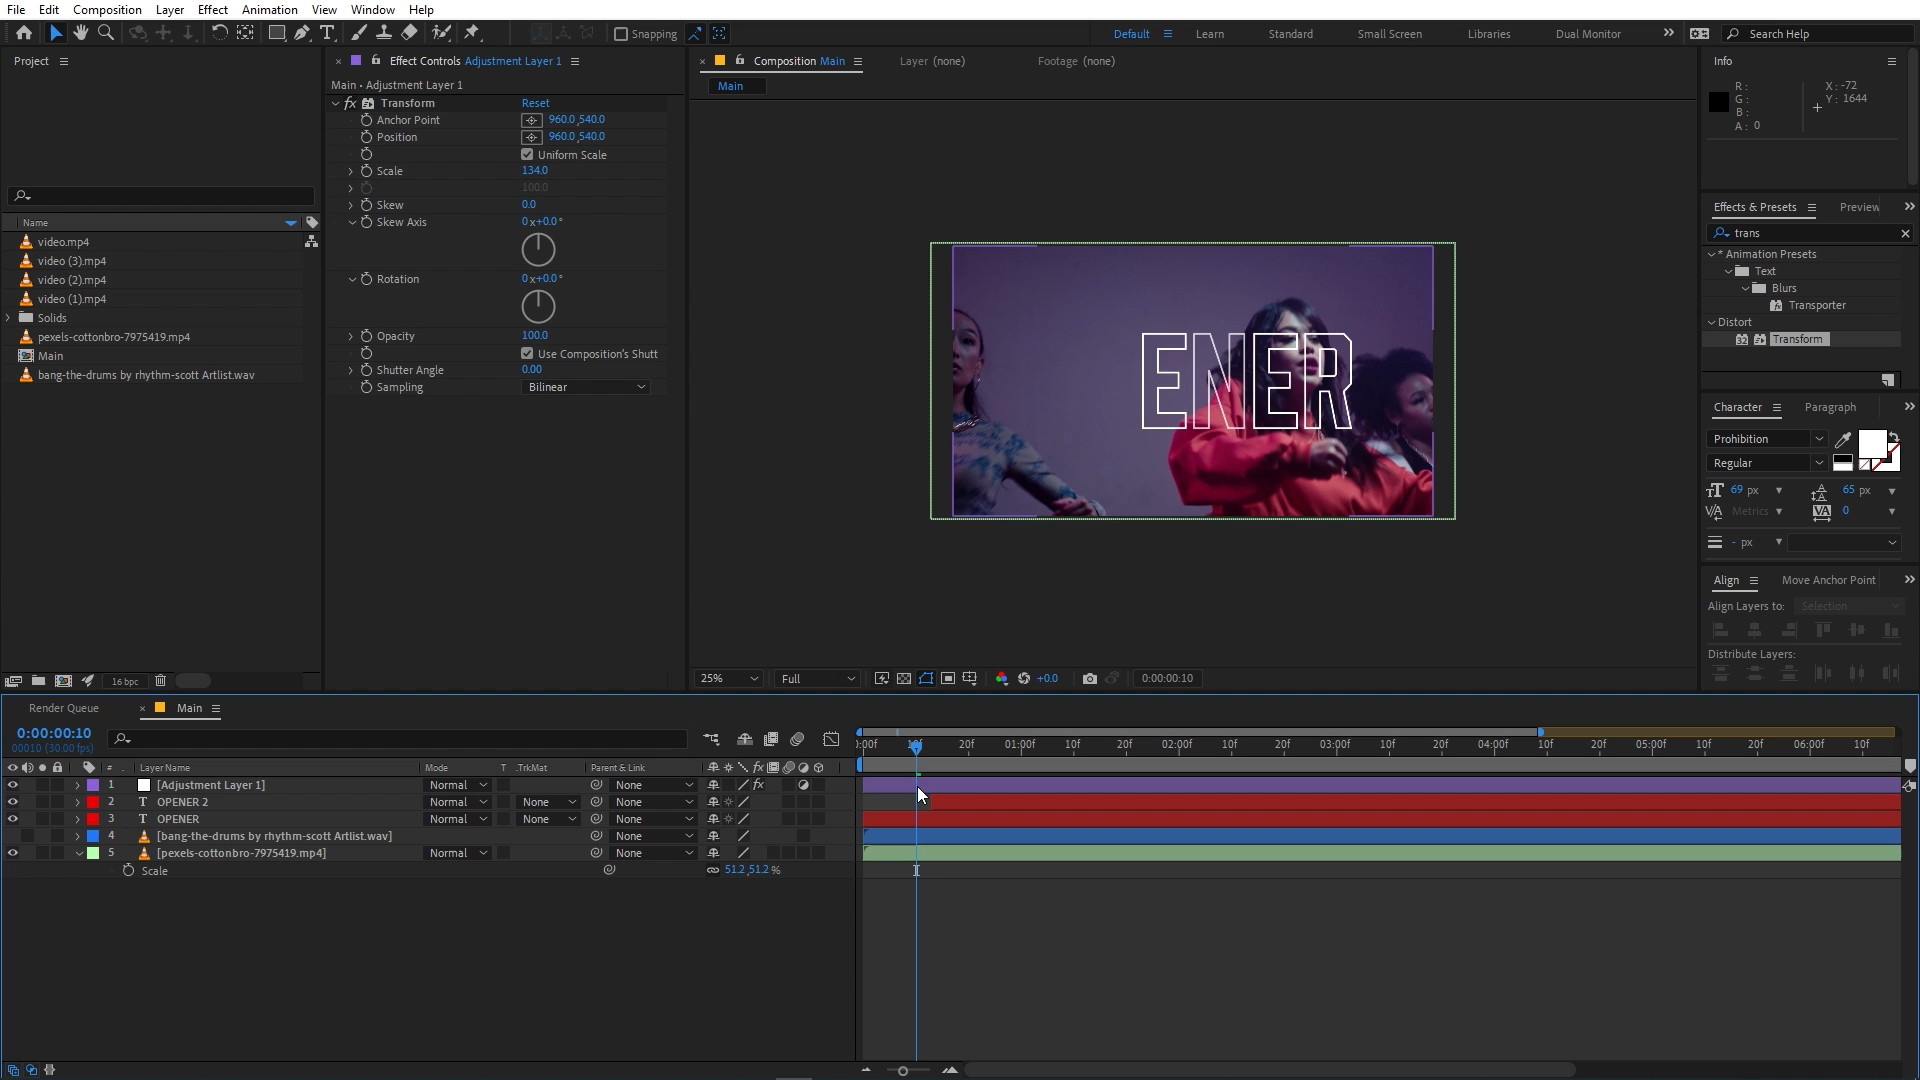 File Edit Composition Layer Effect Animation View Window Help
Snapping
Default Learn Standard Small Screen Libraries Dual Monitor Search Help
Project
Effect Controls Adjustment Layer 1
Composition Main Layer (none) Footage (none)
Info
Main • Adjustment Layer 1
Main
Transform Reset
Anchor Point 960.0,540.0
Position 960.0,540.0
Uniform Scale
Scale 134.0
100.0
Skew 0.0
Skew Axis 0x+0.0°
Rotation 0x+0.0°
Opacity 100.0
Use Composition's Shutt
Shutter Angle 0.00
Sampling Bilinear
Name
video.mp4
video (3).mp4
video (2).mp4
video (1).mp4
Solids
pexels-cottonbro-7975419.mp4
Main
bang-the-drums by rhythm-scott Artlist.wav
16 bpc
ENER
25% Full +0.0 0:00:00:10
R :
G :
B :
A : 0
X : -72
Y : 1644
Effects & Presets Preview
trans
* Animation Presets
Text
Blurs
Transporter
Distort
32 Transform
Character Paragraph
Prohibition
Regular
69 px 65 px
Metrics 0
- px
Align Move Anchor Point
Align Layers to: Selection
Distribute Layers:
Render Queue Main
0:00:00:10
00010 (30.00 fps)
# Layer Name Mode T .TrkMat Parent & Link
1 [Adjustment Layer 1] Normal None
2 T OPENER 2 Normal None None
3 T OPENER Normal None None
4 [bang-the-drums by rhythm-scott Artlist.wav] None
5 [pexels-cottonbro-7975419.mp4] Normal None
Scale 51.2,51.2 %
):00f 10f 20f 01:00f 10f 20f 02:00f 10f 20f 03:00f 10f 20f 04:00f 10f 20f 05:00f 10f 20f 06:00f 10f